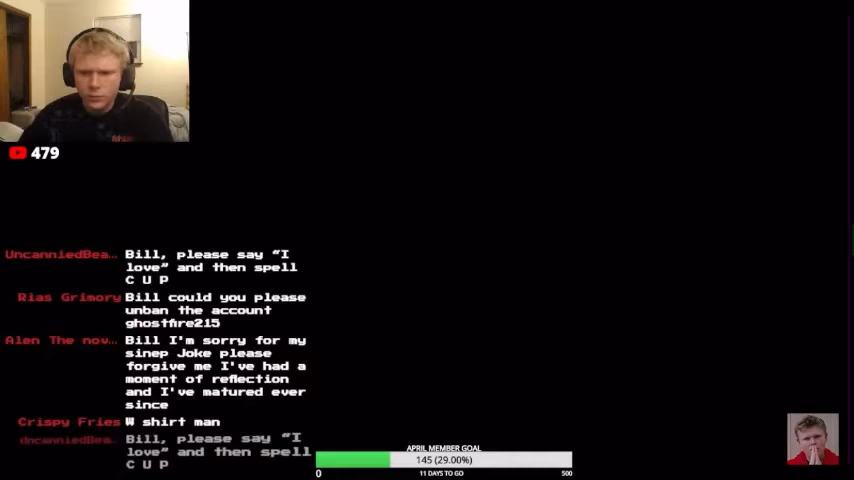 479
UncanniedBea…
Bill, please say “I
love” and then spell
C U P
Rias Grimory
Bill could you please
unban the account
ghostfire215
Alen The nov…
Bill I'm sorry for my
sinep Joke please
forgive me I've had a
moment of reflection
and I've matured ever
since
Crispy Fries
W shirt man
UncanniedBea…
Bill, please say “I
love” and then spell
C U P
APRIL MEMBER GOAL
145 (29.00%)
0
11 DAYS TO GO
500